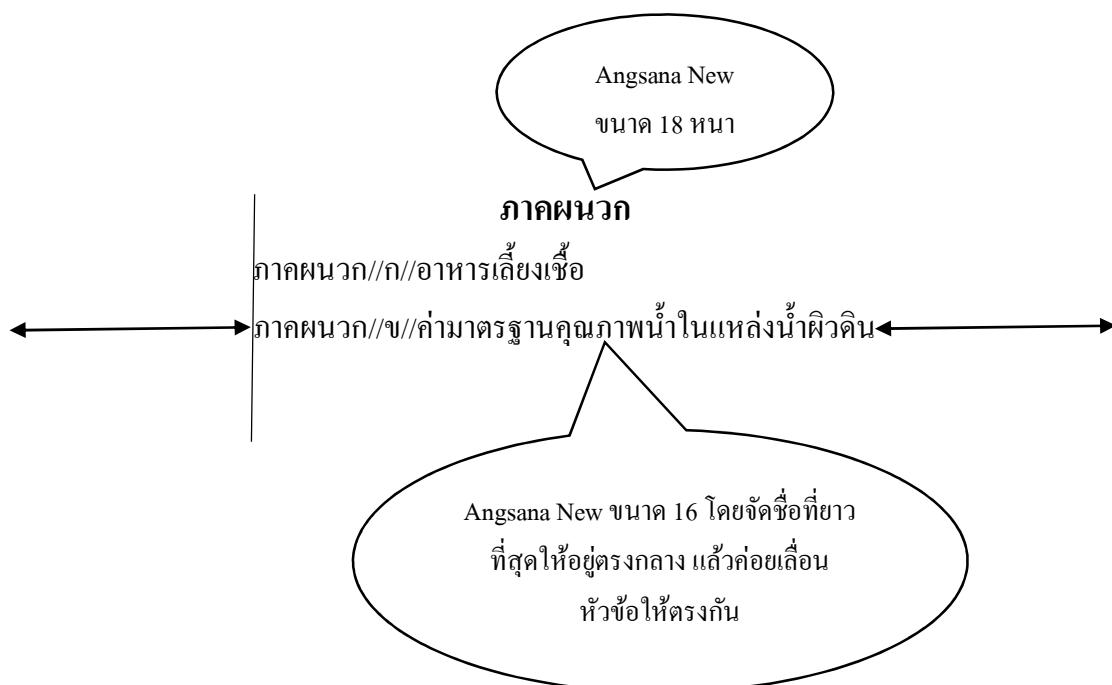 Angsana New
ขนาด 18 หนา
ภาคผนวก
ภาคผนวก//ก//อาหารเลี้ยงเชื้อ
ภาคผนวก//ข//ค่ามาตรฐานคุณภาพน้ำในแหล่งน้ำผิวดิน
Angsana New ขนาด 16 โดยจัดชื่อที่ยาว
ที่สุดให้อยู่ตรงกลาง แล้วค่อยเลื่อน
หัวข้อให้ตรงกัน